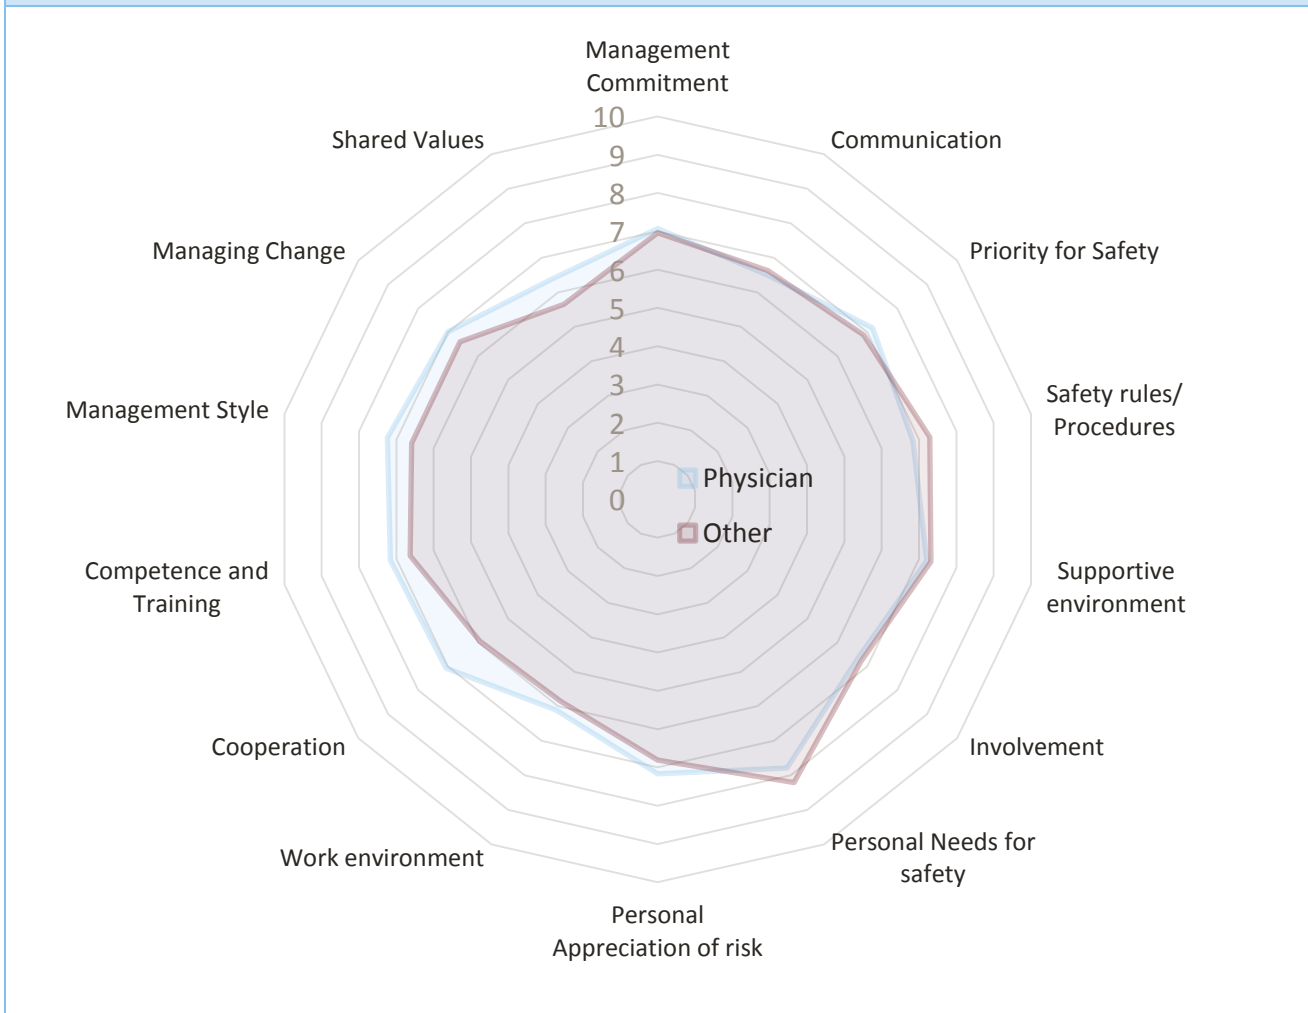 Management
Commitment
Communication
Priority for Safety
Safety rules/
Procedures
Supportive
environment
Involvement
Personal Needs for
safety
Personal
Appreciation of risk
Work environment
Cooperation
Competence and
Training
Management Style
Managing Change
Shared Values
10
9
8
7
6
5
4
3
2
1
0
Physician
Other